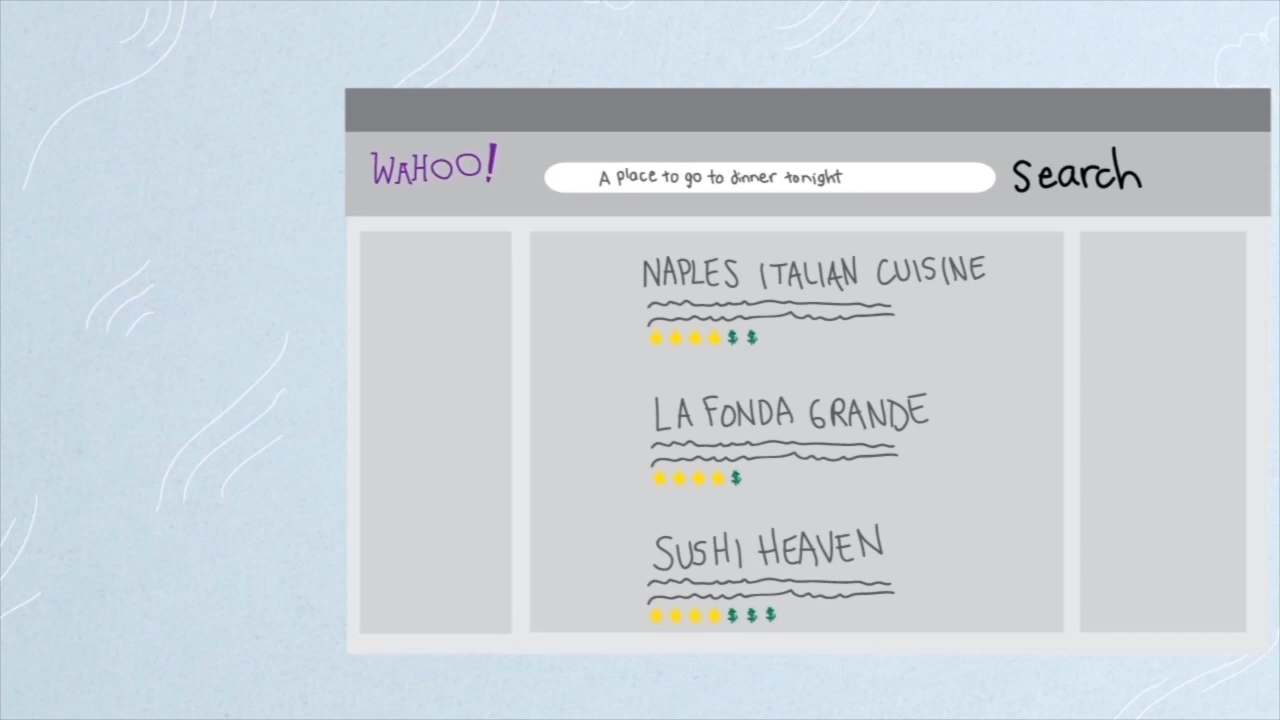 WAHOO!
A place to go to dinner tonight
Search
NAPLES ITALIAN CUISINE
$ $
LA FONDA GRANDE
$
SUSHI HEAVEN
$ $ $